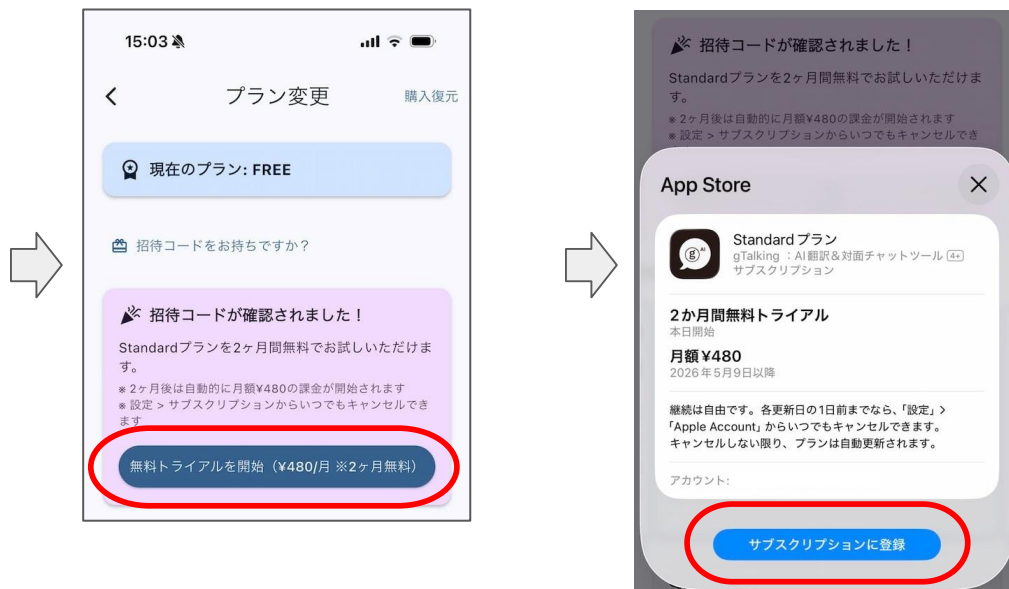 15:03
プラン変更
購入復元
現在のプラン: FREE
招待コードをお持ちですか？
招待コードが確認されました！
Standardプランを2ヶ月間無料でお試しいただけま
す。
※ 2ヶ月後は自動的に月額¥480の課金が開始されます
※ 設定 > サブスクリプションからいつでもキャンセルでき
ます
無料トライアルを開始（¥480/月 ※2ヶ月無料）
招待コードが確認されました！
Standardプランを2ヶ月間無料でお試しいただけま
す。
※ 2ヶ月後は自動的に月額¥480の課金が開始されます
※ 設定 > サブスクリプションからいつでもキャンセルでき
App Store
g AI
Standard プラン
gTalking ：AI翻訳&対面チャットツール 4+
サブスクリプション
2か月間無料トライアル
本日開始
月額 ¥480
2026年5月9日以降
継続は自由です。各更新日の1日前までなら、「設定」>
「Apple Account」からいつでもキャンセルできます。
キャンセルしない限り、プランは自動更新されます。
アカウント:
サブスクリプションに登録